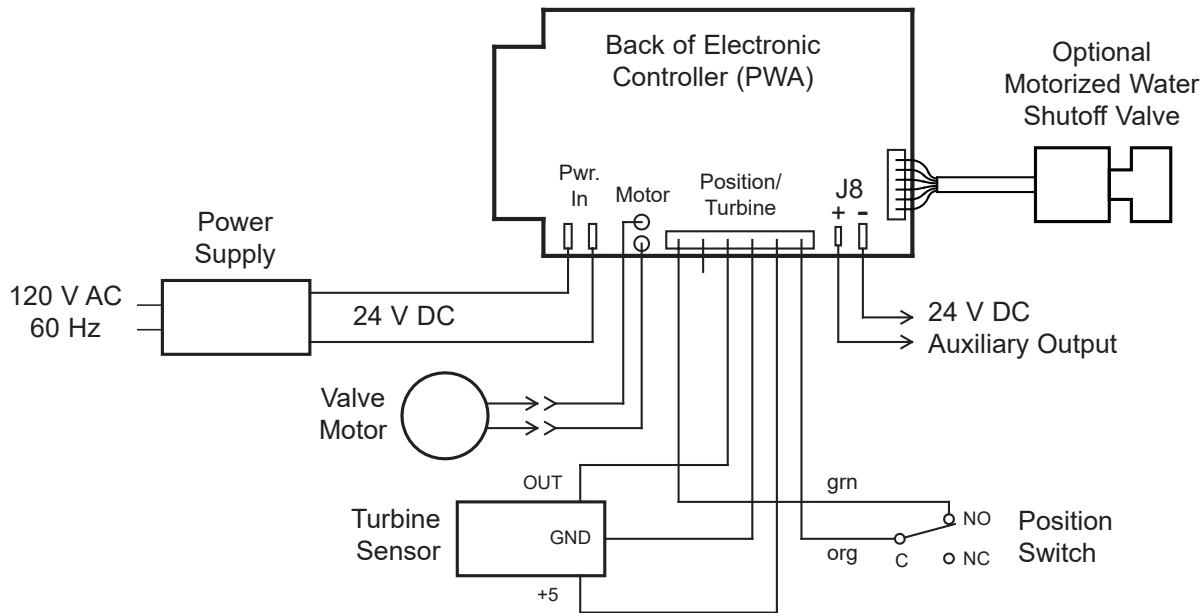 Back of Electronic
Controller (PWA)
Optional
Motorized Water
Shutoff Valve
Pwr.
In
Motor
Position/
Turbine
J8
+ -
Power
Supply
120 V AC
60 Hz
24 V DC
24 V DC
Auxiliary Output
Valve
Motor
OUT
Turbine
Sensor
GND
+5
grn
org
NO
C
NC
Position
Switch